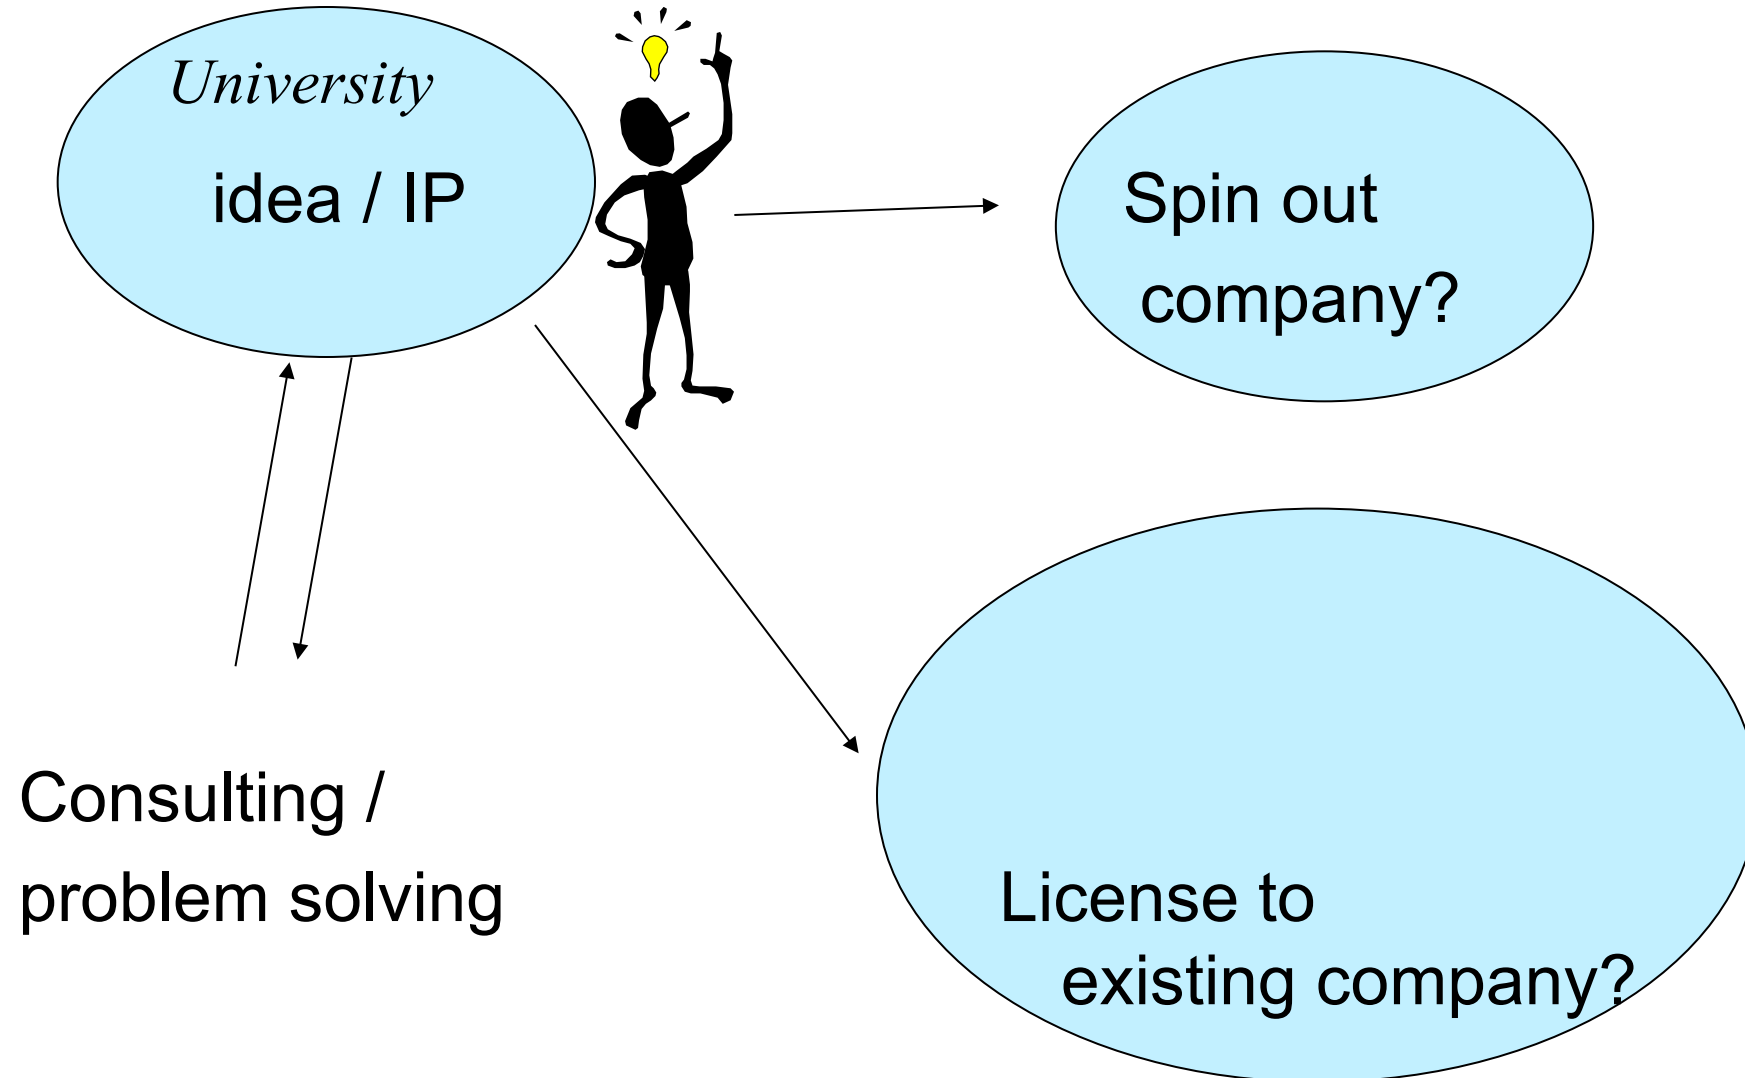 University
idea / IP
Spin out
company?
Consulting /
problem solving
License to
existing company?